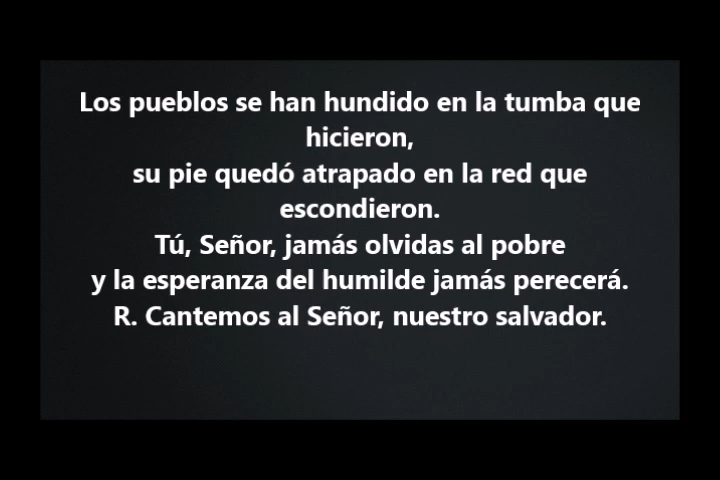 Los pueblos se han hundido en la tumba que
hicieron,
su pie quedó atrapado en la red que
escondieron.
Tú, Señor, jamás olvidas al pobre
y la esperanza del humilde jamás perecerá.
R. Cantemos al Señor, nuestro salvador.